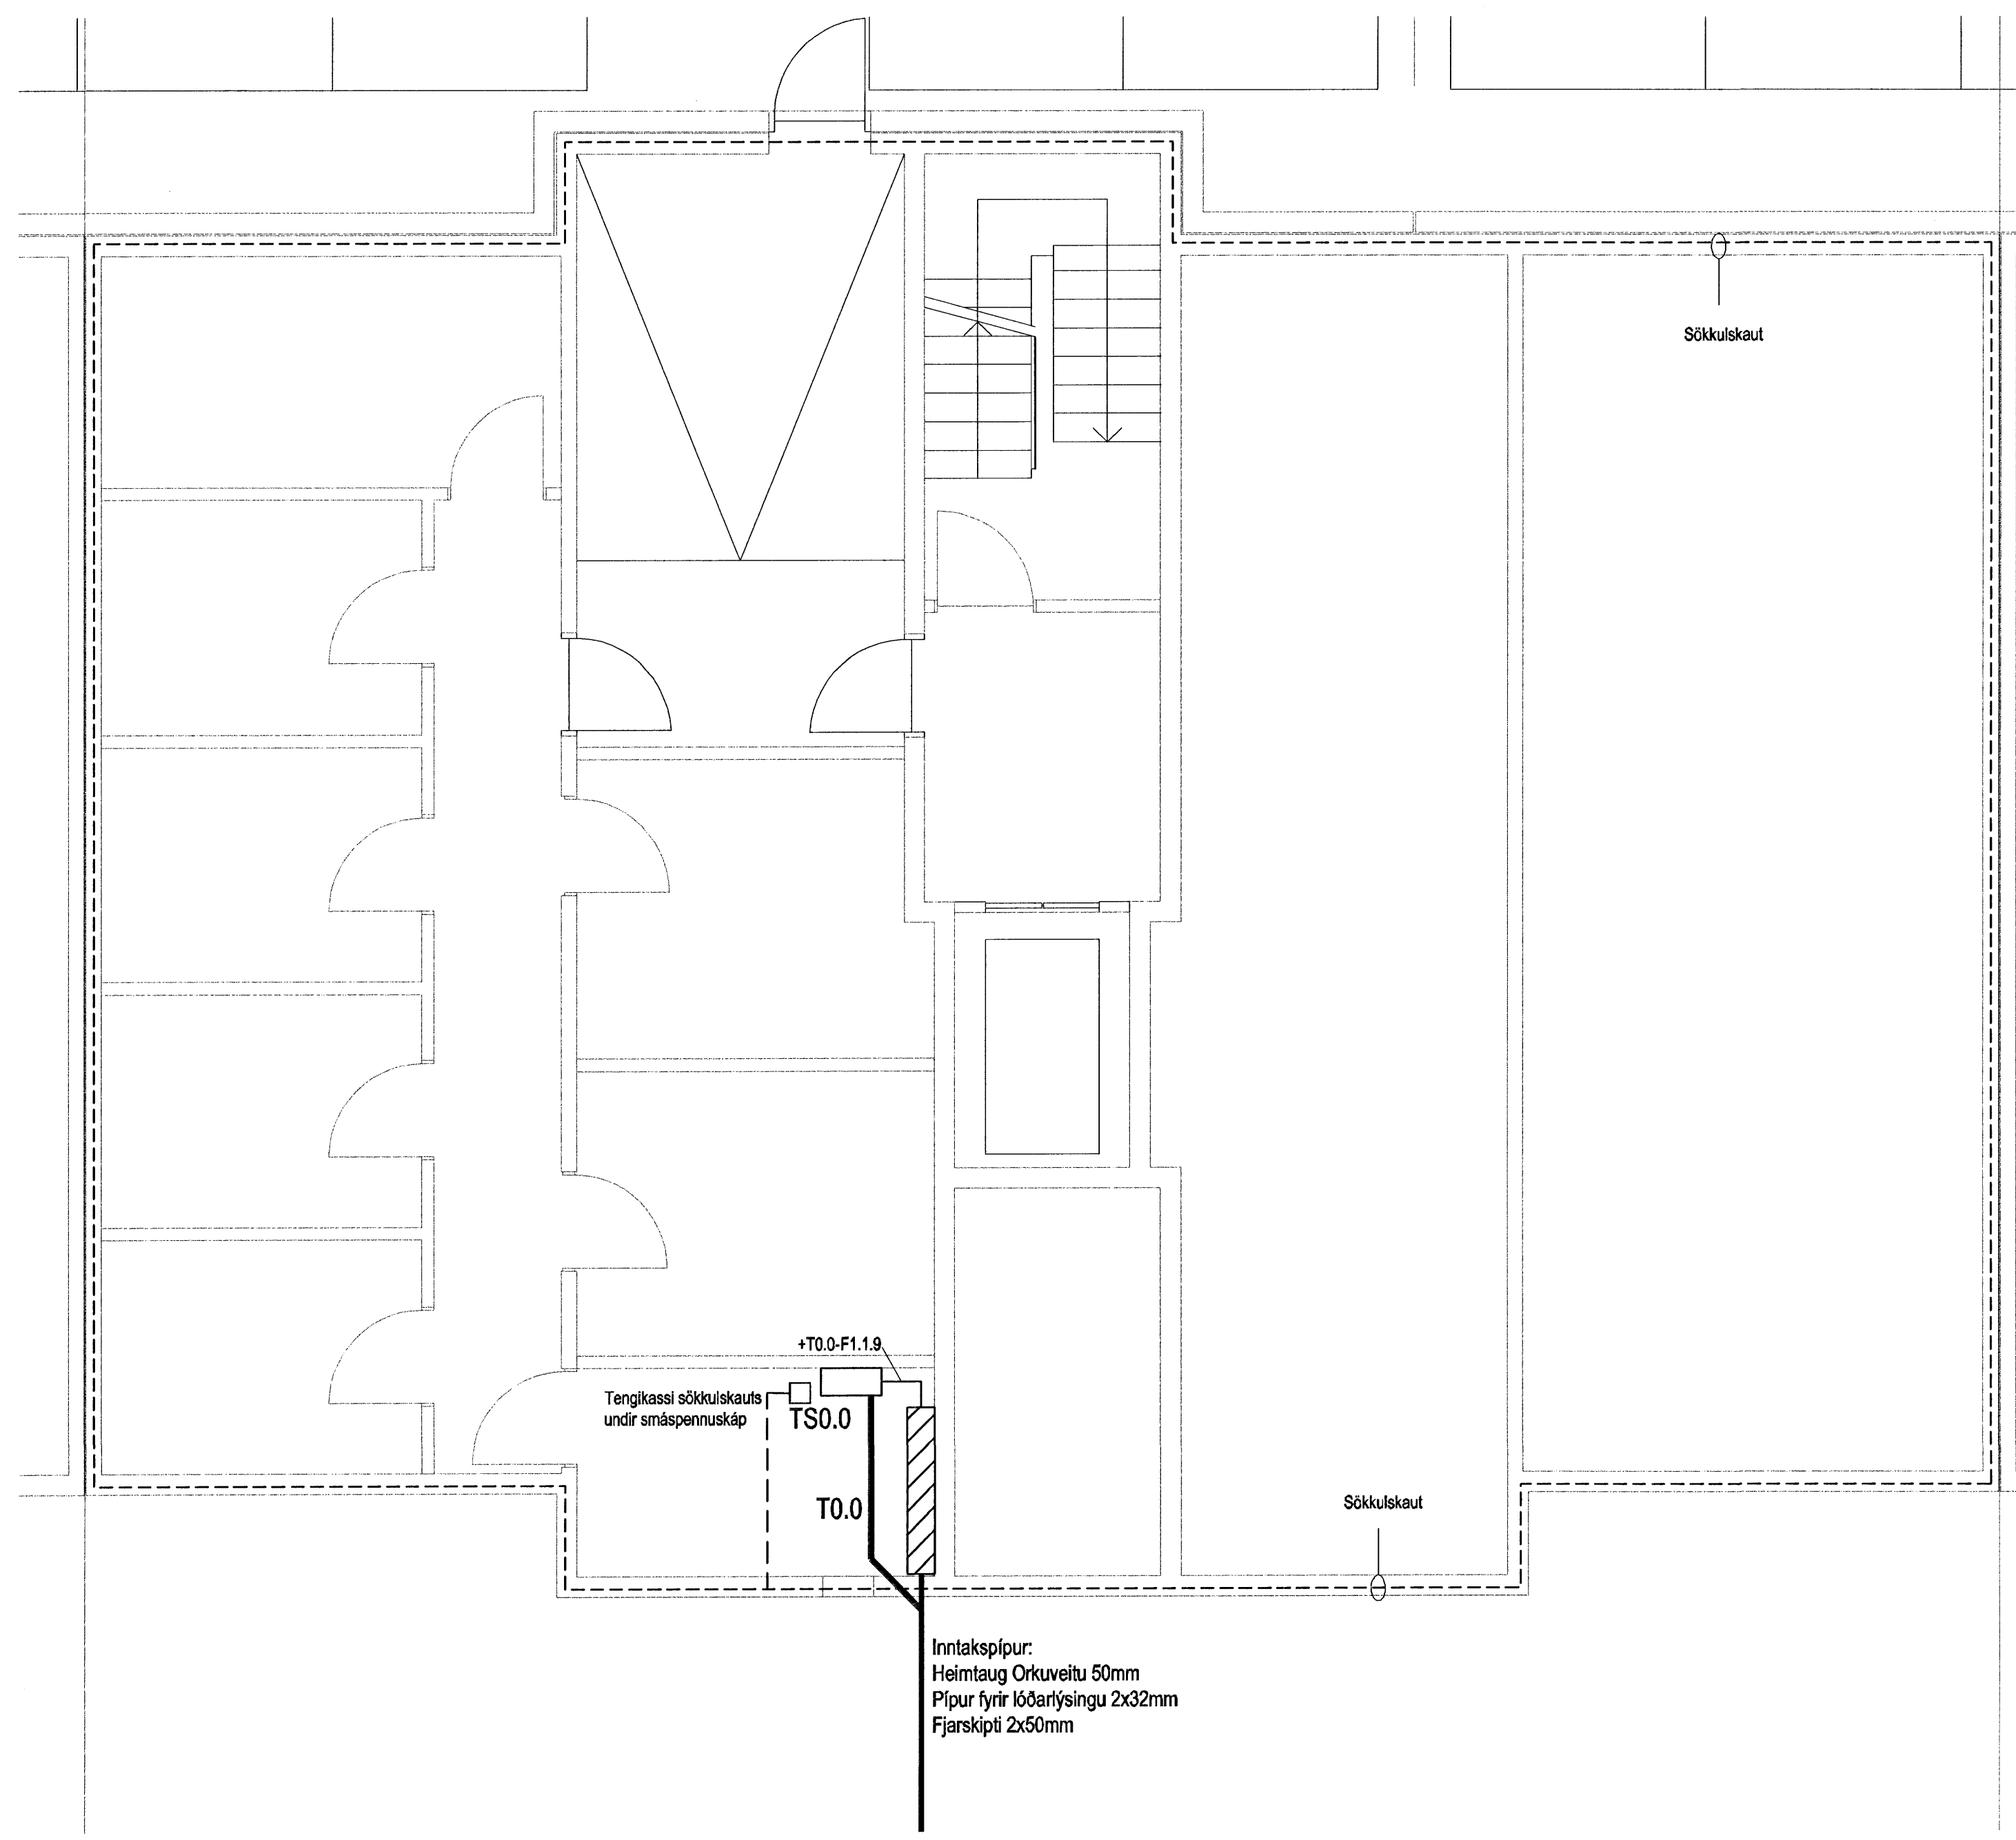 Sökkulskaut
+T0.0-F1.1.9
Tengikassi sökkulskauts
undir smáspennuskáp
TS0.0
T0.0
Sökkulskaut
Inntakspípur:
Heimtaug Orkuveitu 50mm
Pípur fyrir lóðarlýsingu 2x32mm
Fjarskipti 2x50mm